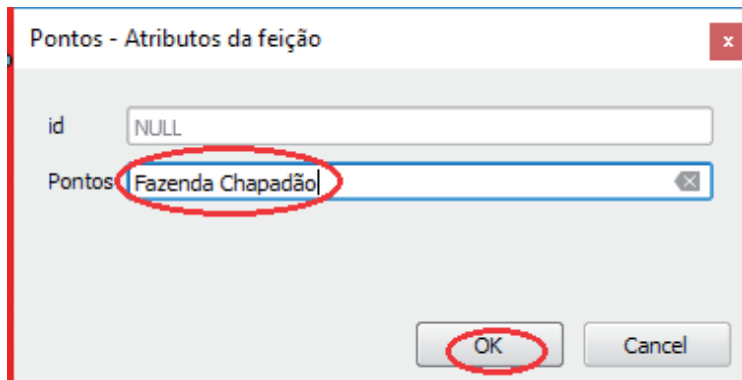 Pontos - Atributos da feição
x
id NULL
Pontos Fazenda Chapadão
OK Cancel